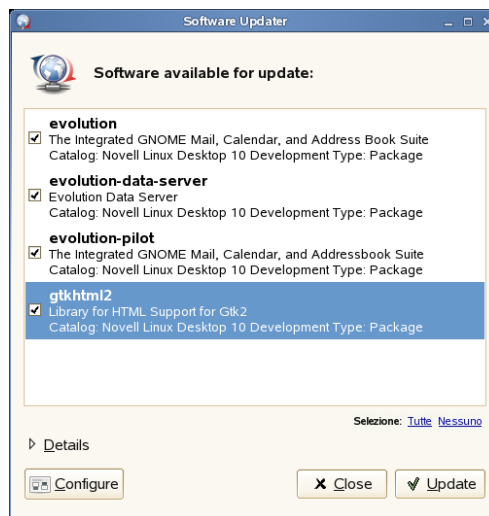 Software Updater
Software available for update:
evolution
The Integrated GNOME Mail, Calendar, and Address Book Suite
Catalog: Novell Linux Desktop 10 Development Type: Package
evolution-data-server
Evolution Data Server
Catalog: Novell Linux Desktop 10 Development Type: Package
evolution-pilot
The Integrated GNOME Mail, Calendar, and Addressbook Suite
Catalog: Novell Linux Desktop 10 Development Type: Package
gtkhtml2
Library for HTML Support for Gtk2
Catalog: Novell Linux Desktop 10 Development Type: Package
Selezione: Tutte Nessuno
Details
Configure Close Update